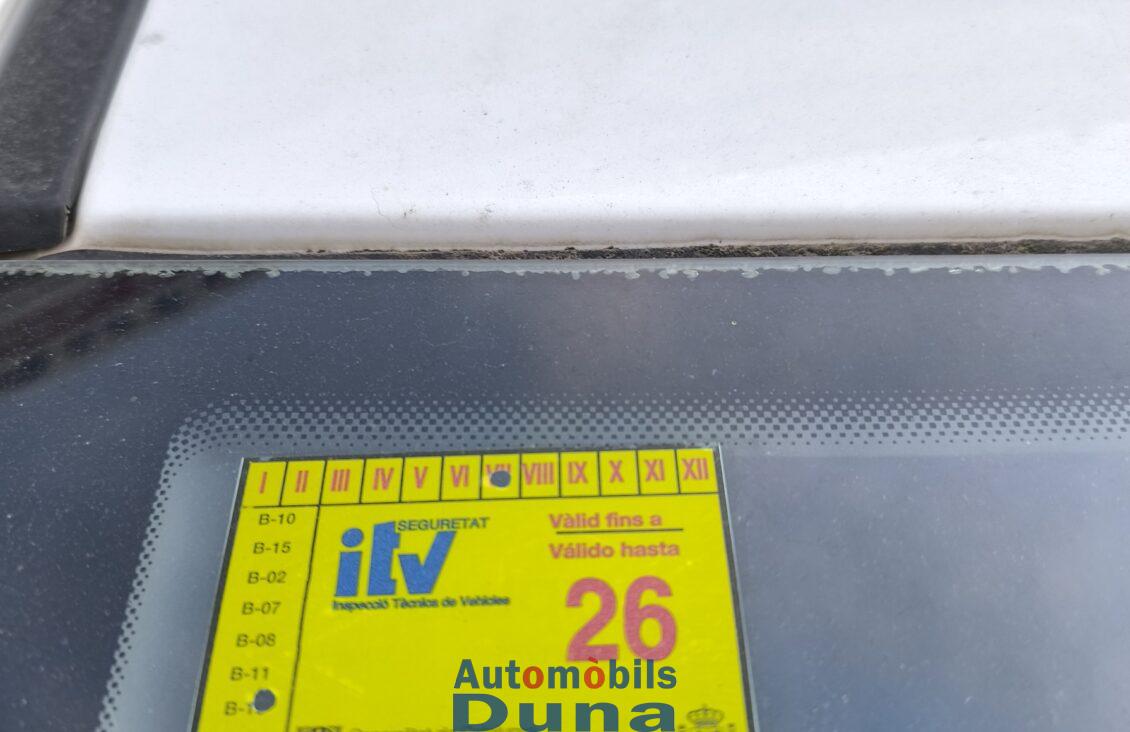 I II III IV V VI VII VIII IX X XI XII
B-10
B-15
B-02
B-07
B-08
B-11
SEGURETAT
itv
Inspecció Tècnica de Vehicles
Vàlid fins a
Válido hasta
26
Automòbils
Duna